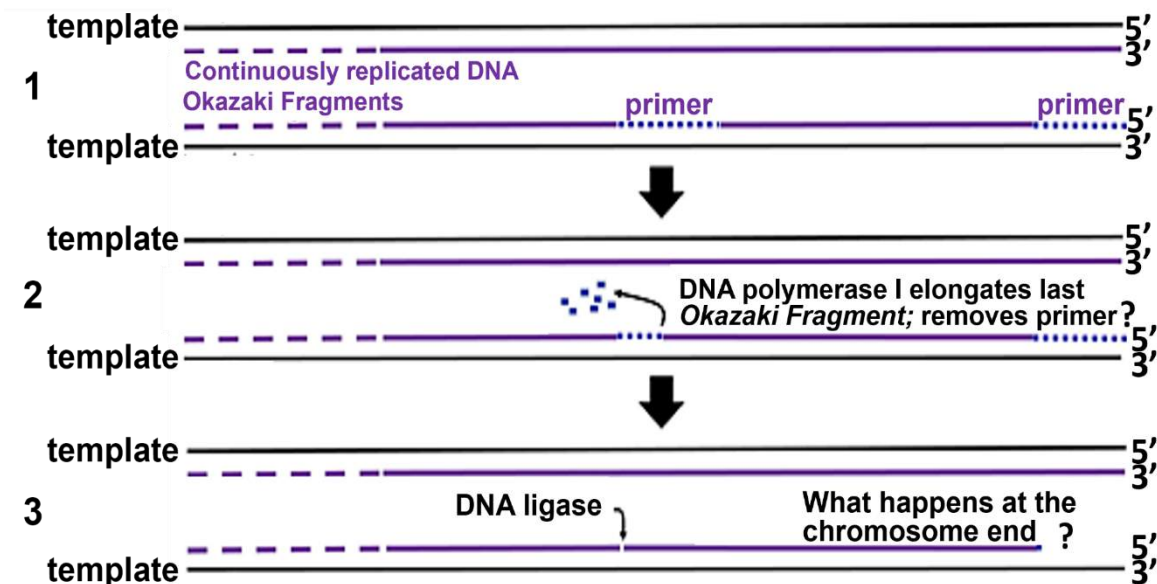 template 5’
3’
1
Continuously replicated DNA
Okazaki Fragments
primer primer
5’
template 3’
template 5’
3’
2
DNA polymerase I elongates last
Okazaki Fragment; removes primer ?
5’
template 3’
template 5’
3’
3
DNA ligase
What happens at the
chromosome end ?
5’
template 3’